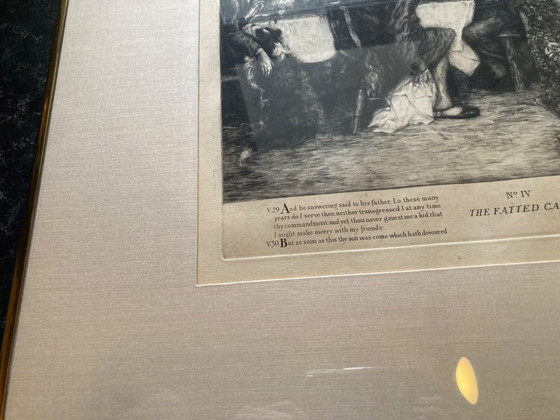 V.29 And he answering said to his father, Lo these many
years do I serve thee, neither transgressed I at any time
thy commandment: and yet thou never gavest me a kid, that
I might make merry with my friends:
V.30 But as soon as this thy son was come which hath devoured
No IV
THE FATTED CA